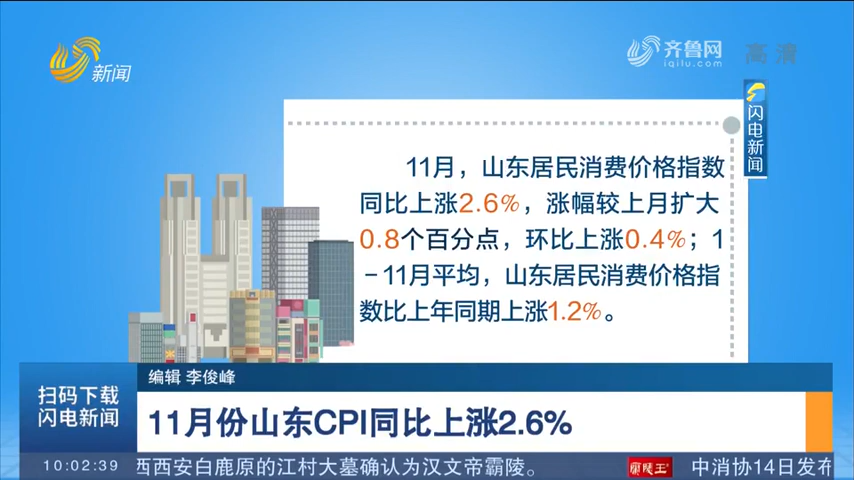 新闻
齐鲁网
iqilu.com
高清
闪电新闻
11月，山东居民消费价格指数
同比上涨2.6%，涨幅较上月扩大
0.8个百分点，环比上涨0.4%；1
-11月平均，山东居民消费价格指
数比上年同期上涨1.2%。
扫码下载
闪电新闻
编辑 李俊峰
11月份山东CPI同比上涨2.6%
10:02:39
西西安白鹿原的江村大墓确认为汉文帝霸陵。
中消协14日发布